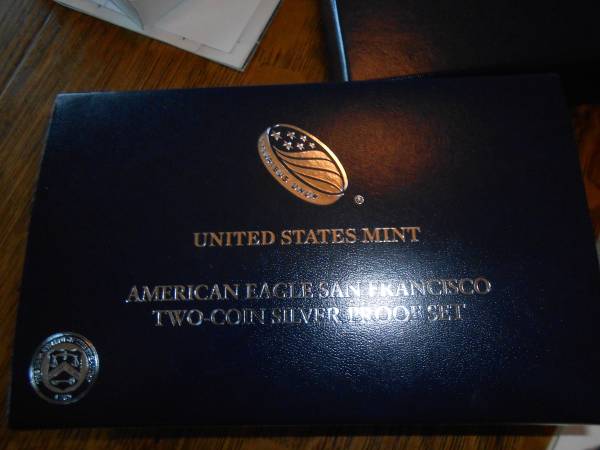 UNITED STATES MINT
AMERICAN EAGLE SAN FRANCISCO
TWO-COIN SILVER PROOF SET